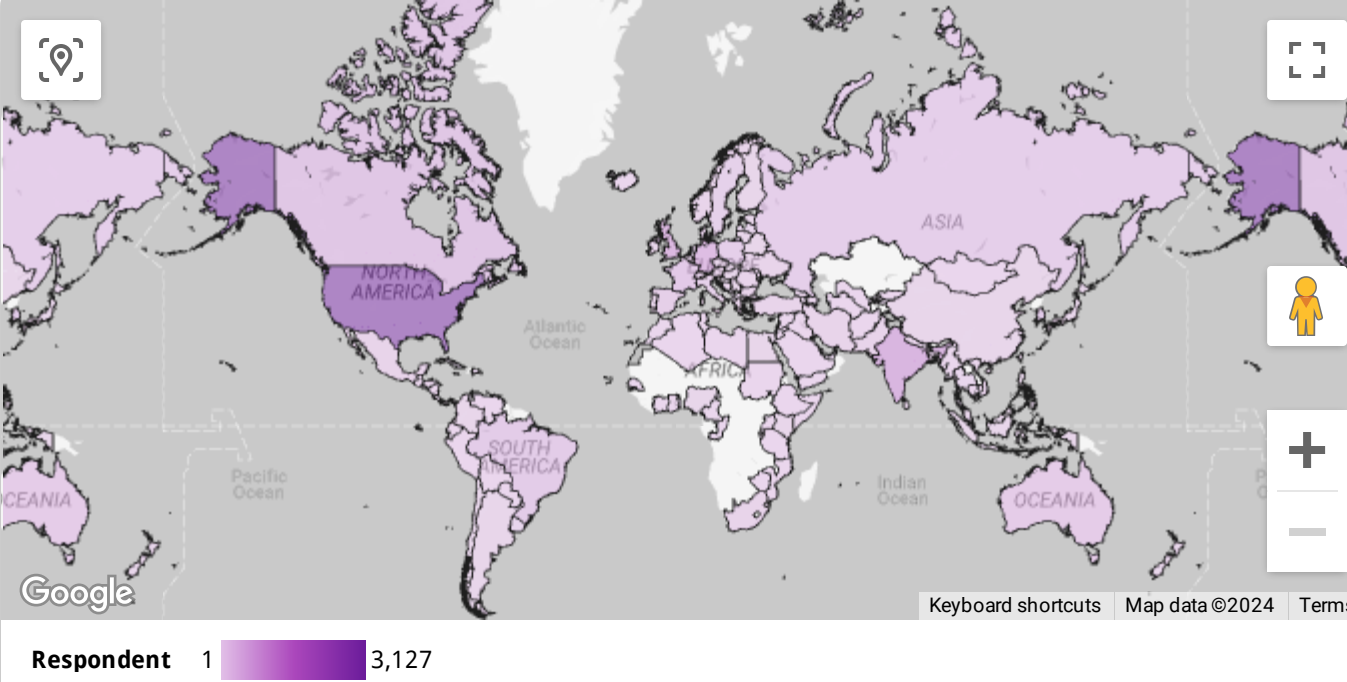 ASIA
NORTH
AMERICA
EUROPE
Atlantic
Ocean
AFRICA
SOUTH
AMERICA
Pacific
Ocean
Indian
Ocean
OCEANIA
OCEANIA
Google
Keyboard shortcuts
Map data ©2024
Terms
Respondent 1 3,127